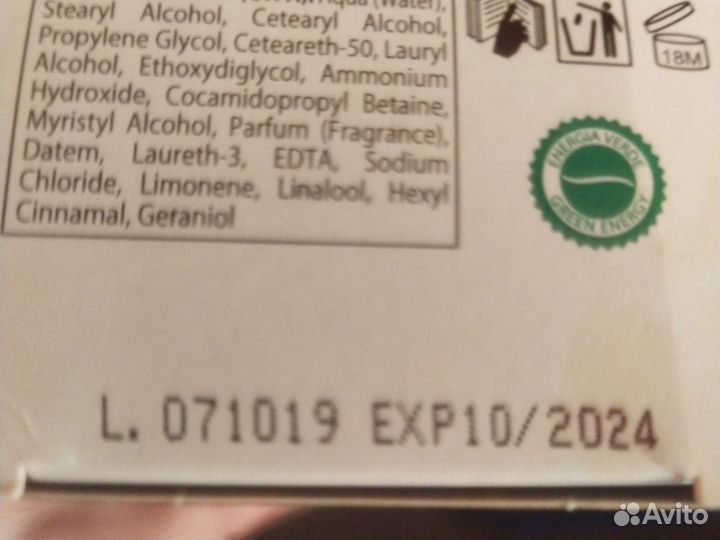 Aqua (Water),
Stearyl Alcohol, Cetearyl Alcohol,
Propylene Glycol, Ceteareth-50, Lauryl
Alcohol, Ethoxydiglycol, Ammonium
Hydroxide, Cocamidopropyl Betaine,
Myristyl Alcohol, Parfum (Fragrance),
Datem, Laureth-3, EDTA, Sodium
Chloride, Limonene, Linalool, Hexyl
Cinnamal, Geraniol
18M
ENERGIA VERDE
GREEN ENERGY
L. 071019 EXP10/2024
Avito